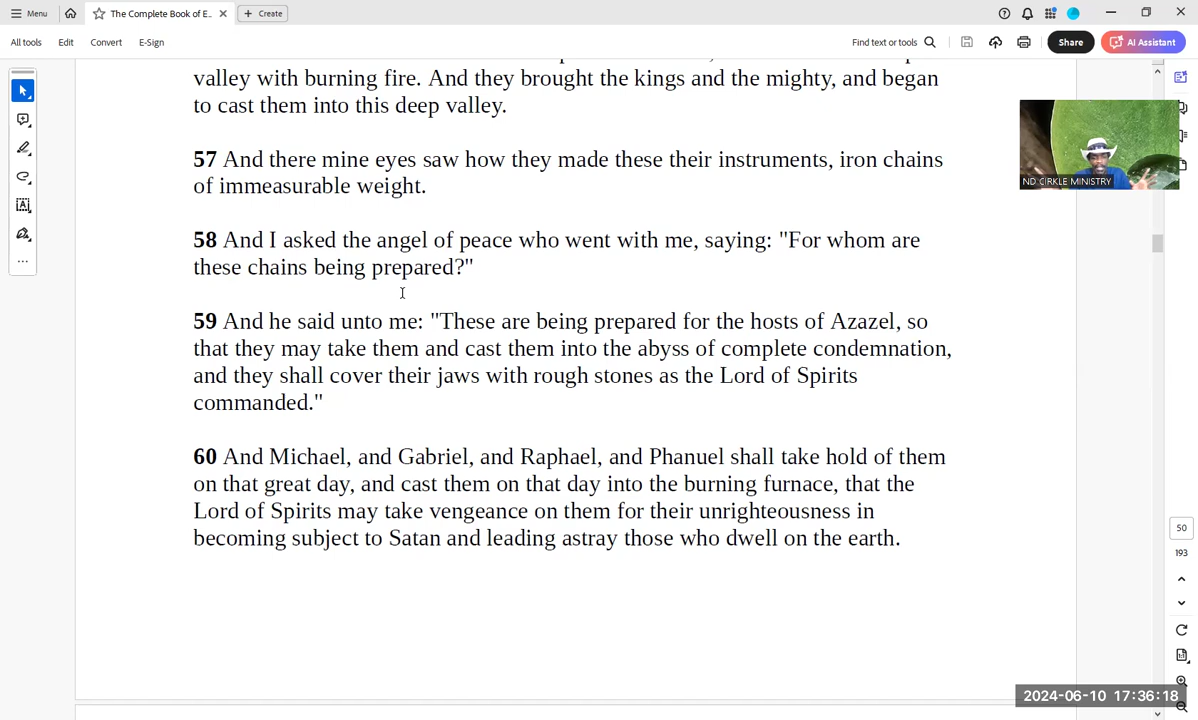 Menu
The Complete Book of E..
Create
All tools
Edit
Convert
E-Sign
Find text or tools
Share
AI Assistant
valley with burning fire. And they brought the kings and the mighty, and began
to cast them into this deep valley.
57 And there mine eyes saw how they made these their instruments, iron chains
of immeasurable weight.
58 And I asked the angel of peace who went with me, saying: "For whom are
these chains being prepared?"
59 And he said unto me: "These are being prepared for the hosts of Azazel, so
that they may take them and cast them into the abyss of complete condemnation,
and they shall cover their jaws with rough stones as the Lord of Spirits
commanded."
60 And Michael, and Gabriel, and Raphael, and Phanuel shall take hold of them
on that great day, and cast them on that day into the burning furnace, that the
Lord of Spirits may take vengeance on them for their unrighteousness in
becoming subject to Satan and leading astray those who dwell on the earth.
ND CIRKLE MINISTRY
50
193
2024-06-10 17:36:18